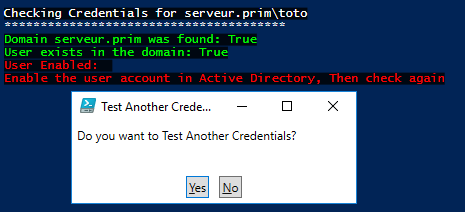 Checking Credentials for serveur.prim\toto
****************************************
Domain serveur.prim was found: True
User exists in the domain: True
User Enabled:
Enable the user account in Active Directory, Then check again
Test Another Crede...
Do you want to Test Another Credentials?
Yes No